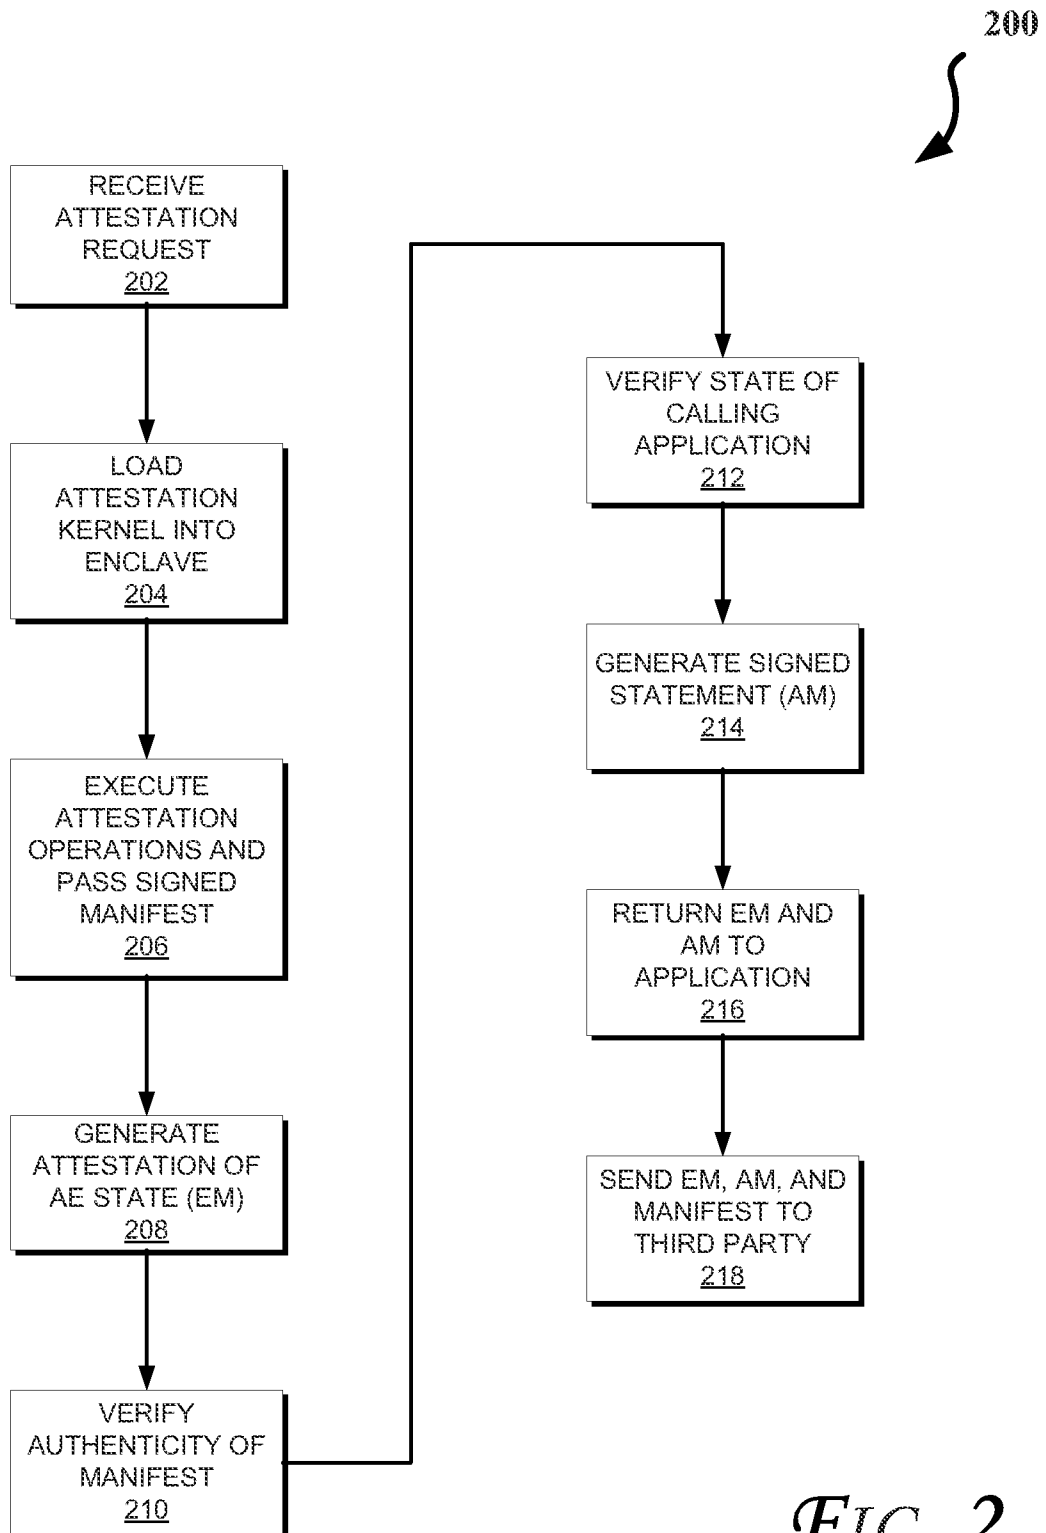 200
RECEIVE
ATTESTATION
REQUEST
202
LOAD
ATTESTATION
KERNEL INTO
ENCLAVE
204
EXECUTE
ATTESTATION
OPERATIONS AND
PASS SIGNED
MANIFEST
206
GENERATE
ATTESTATION OF
AE STATE (EM)
208
VERIFY
AUTHENTICITY OF
MANIFEST
210
VERIFY STATE OF
CALLING
APPLICATION
212
GENERATE SIGNED
STATEMENT (AM)
214
RETURN EM AND
AM TO
APPLICATION
216
SEND EM, AM, AND
MANIFEST TO
THIRD PARTY
218
FIG. 2